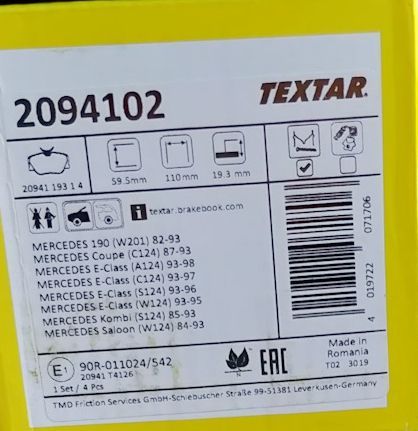 2094102
TEXTAR®
20941 193 1 4
59.5mm
110mm
19.3 mm
i textar.brakebook.com
MERCEDES 190 (W201) 82-93
MERCEDES Coupe (C124) 87-93
MERCEDES E-Class (A124) 93-98
MERCEDES E-Class (C124) 93-97
MERCEDES E-Class (S124) 93-96
MERCEDES E-Class (W124) 93-95
MERCEDES Kombi (S124) 85-93
MERCEDES Saloon (W124) 84-93
4 019722 071706
E1 90R-011024/542
20941 T4126
1 Set / 4 Pcs
EAC
Made in
Romania
T02 3019
TMD Friction Services GmbH-Schlebuscher Straße 99-51381 Leverkusen-Germany